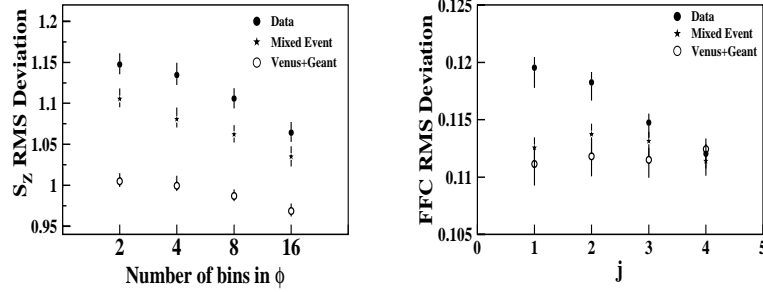 S_Z RMS Deviation
1.2
1.15
1.1
1.05
1
0.95
Data
Mixed Event
Venus+Geant
2 4 8 16
Number of bins in ϕ
FFC RMS Deviation
0.125
0.12
0.115
0.11
0.105
Data
Mixed Event
Venus+Geant
0 1 2 3 4 5
j